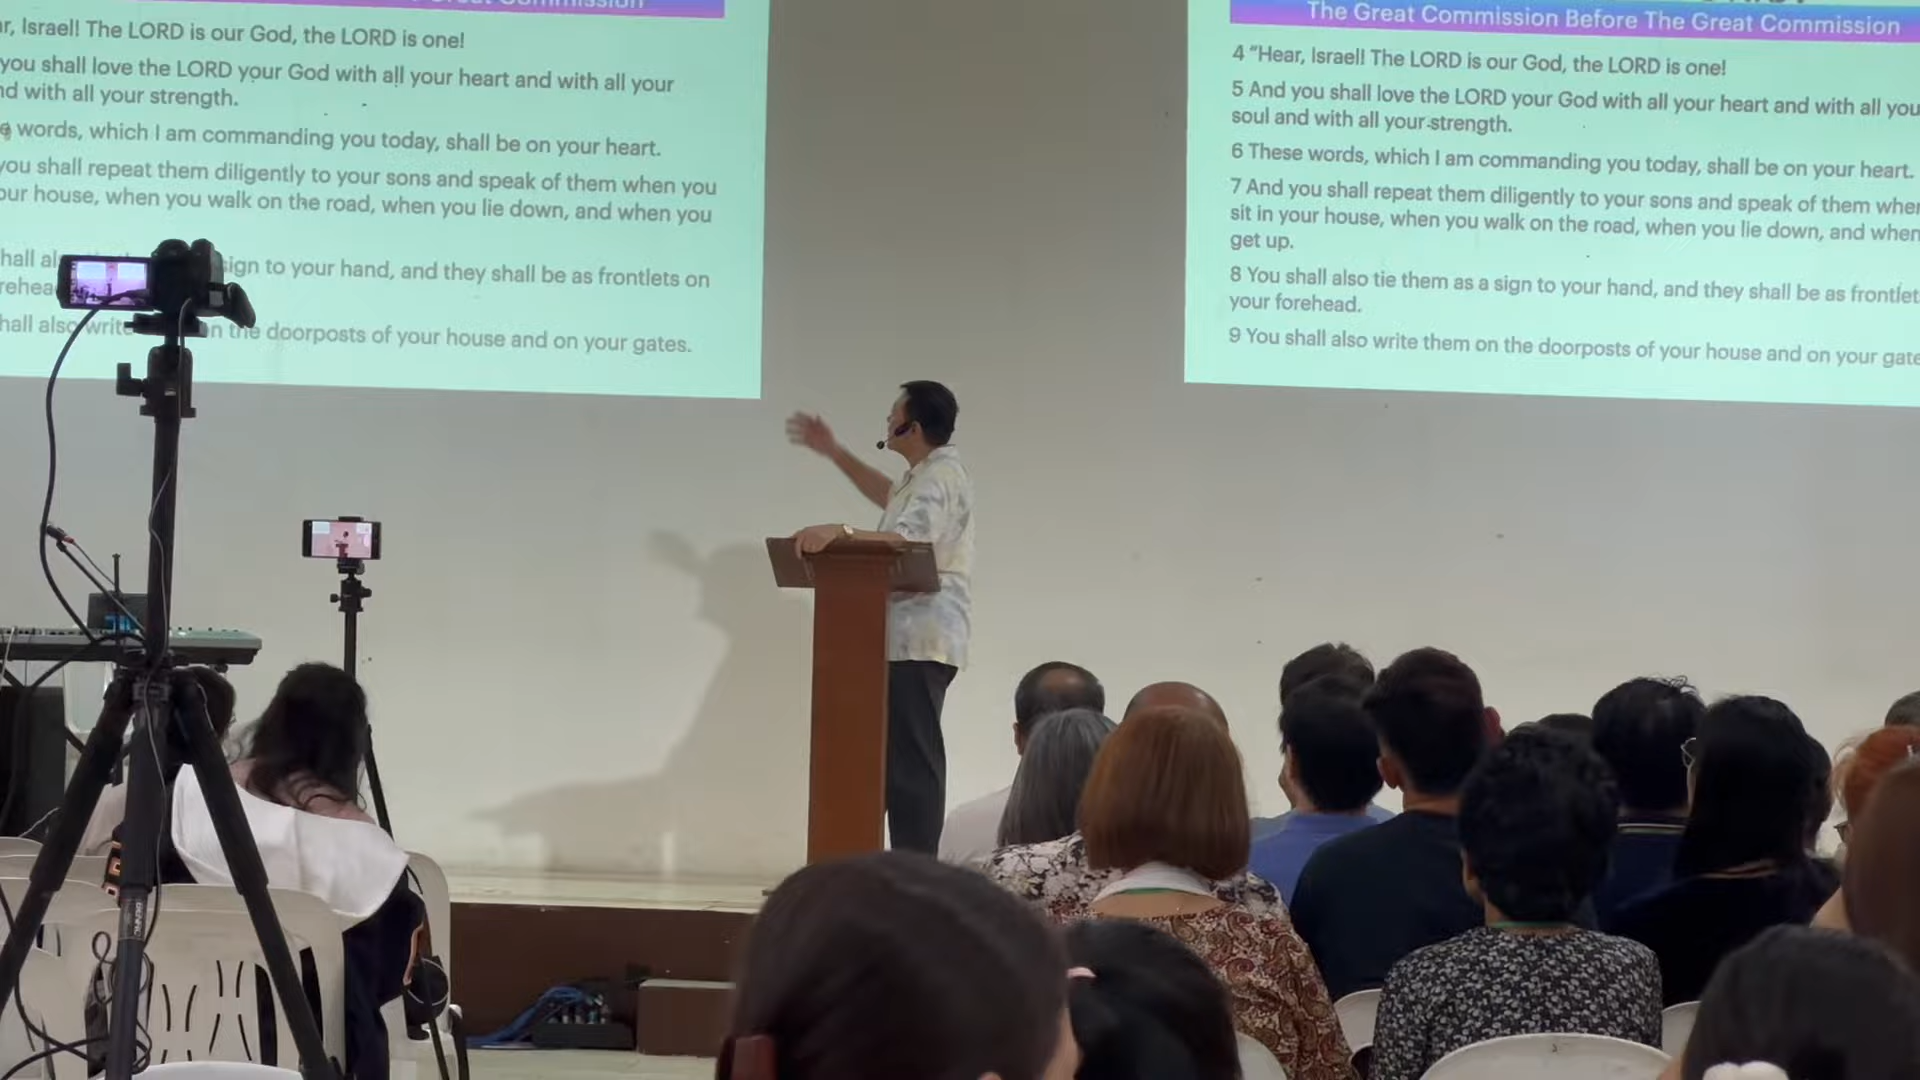 r, Israel! The LORD is our God, the LORD is one!
you shall love the LORD your God with all your heart and with all your
nd with all your strength.
words, which I am commanding you today, shall be on your heart.
you shall repeat them diligently to your sons and speak of them when you
our house, when you walk on the road, when you lie down, and when you
hall al sign to your hand, and they shall be as frontlets on
rehea
hall also write on the doorposts of your house and on your gates.
The Great Commission Before The Great Commission
4 “Hear, Israel! The LORD is our God, the LORD is one!
5 And you shall love the LORD your God with all your heart and with all you
soul and with all your strength.
6 These words, which I am commanding you today, shall be on your heart.
7 And you shall repeat them diligently to your sons and speak of them when
sit in your house, when you walk on the road, when you lie down, and when
get up.
8 You shall also tie them as a sign to your hand, and they shall be as frontlet
your forehead.
9 You shall also write them on the doorposts of your house and on your gate